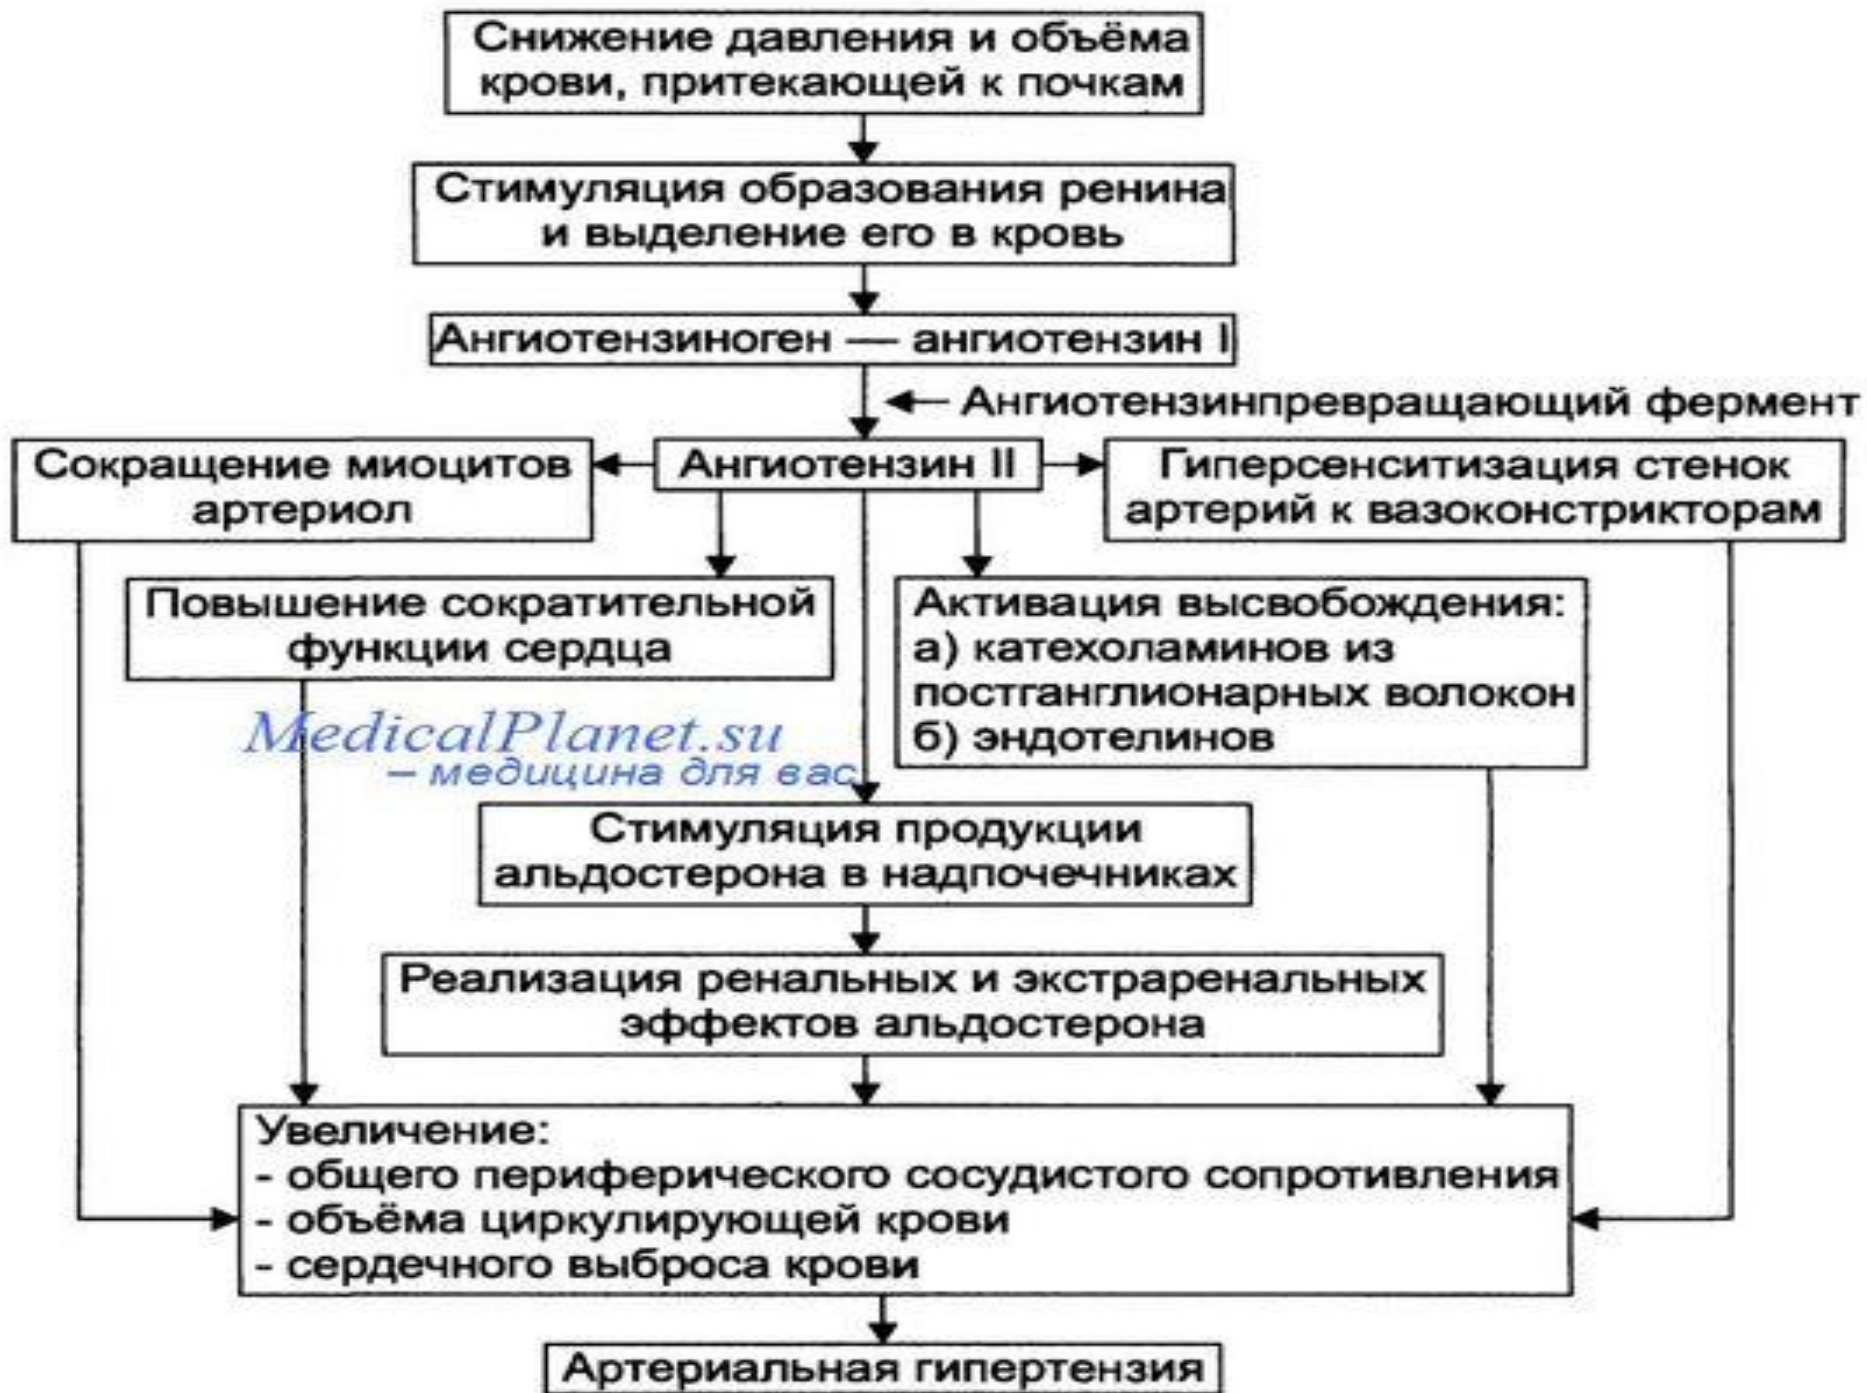 Снижение давления и объёма
крови, притекающей к почкам
Стимуляция образования ренина
и выделение его в кровь
Ангиотензиноген — ангиотензин I
Ангиотензинпревращающий фермент
Сокращение миоцитов
артериол
Ангиотензин II
Гиперсенситизация стенок
артерий к вазоконстрикторам
Повышение сократительной
функции сердца
Активация высвобождения:
а) катехоламинов из
постганглионарных волокон
б) эндотелинов
MedicalPlanet.su
– медицина для вас
Стимуляция продукции
альдостерона в надпочечниках
Реализация ренальных и экстраренальных
эффектов альдостерона
Увеличение:
- общего периферического сосудистого сопротивления
- объёма циркулирующей крови
- сердечного выброса крови
Артериальная гипертензия